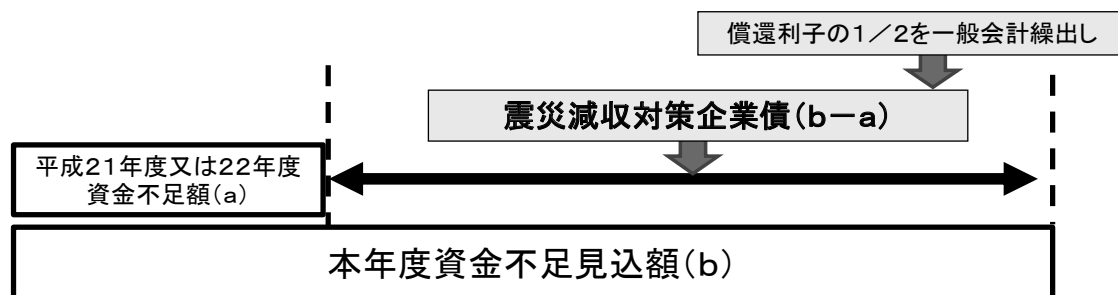 償還利子の1／2を一般会計繰出し
震災減収対策企業債(b－a)
平成21年度又は22年度
資金不足額(a)
本年度資金不足見込額(b)